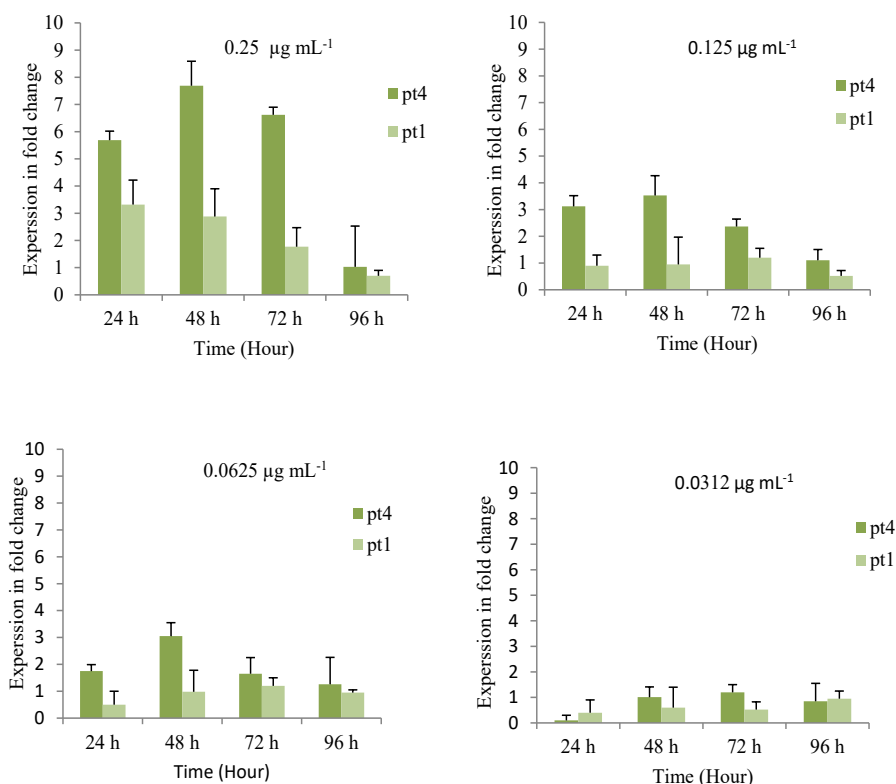 0.25 µg mL-1
10
9
8
7
6
5
4
3
2
1
0
Experssion in fold change
pt4
pt1
24 h 48 h 72 h 96 h
Time (Hour)
0.125 µg mL-1
10
9
8
7
6
5
4
3
2
1
0
Experssion in fold change
pt4
pt1
24 h 48 h 72 h 96 h
Time (Hour)
0.0625 µg mL-1
10
9
8
7
6
5
4
3
2
1
0
Experssion in fold change
pt4
pt1
24 h 48 h 72 h 96 h
Time (Hour)
0.0312 µg mL-1
10
9
8
7
6
5
4
3
2
1
0
Experssion in fold change
pt4
pt1
24 h 48 h 72 h 96 h
Time (Hour)